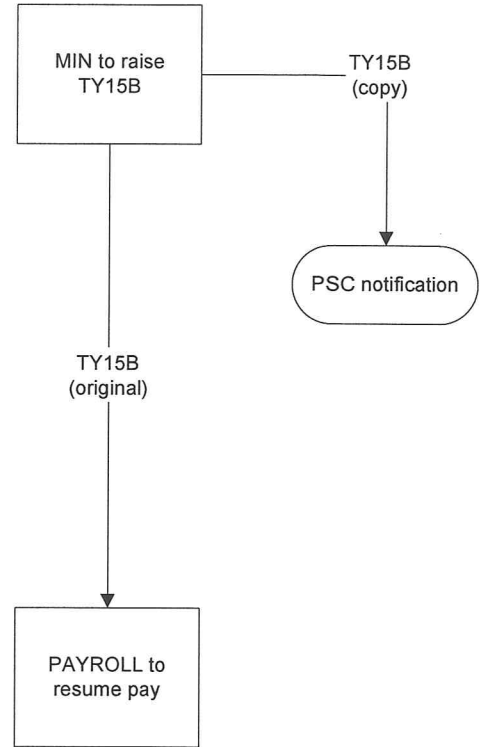 MIN to raise
TY15B
TY15B
(copy)
PSC notification
TY15B
(original)
PAYROLL to
resume pay